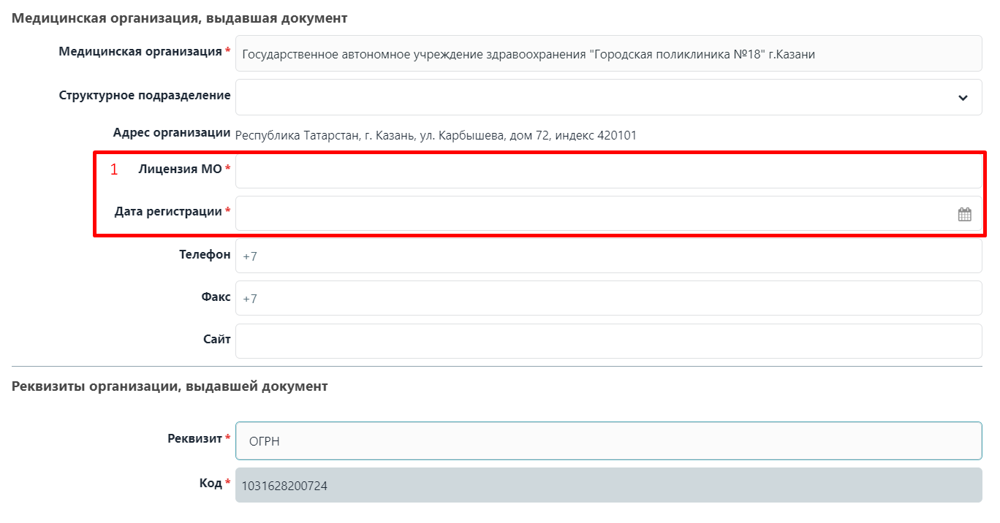 Медицинская организация, выдавшая документ
Медицинская организация * Государственное автономное учреждение здравоохранения "Городская поликлиника №18" г.Казани
Структурное подразделение
Адрес организации Республика Татарстан, г. Казань, ул. Карбышева, дом 72, индекс 420101
1 Лицензия МО *
Дата регистрации *
Телефон +7
Факс +7
Сайт
Реквизиты организации, выдавшей документ
Реквизит * ОГРН
Код * 1031628200724